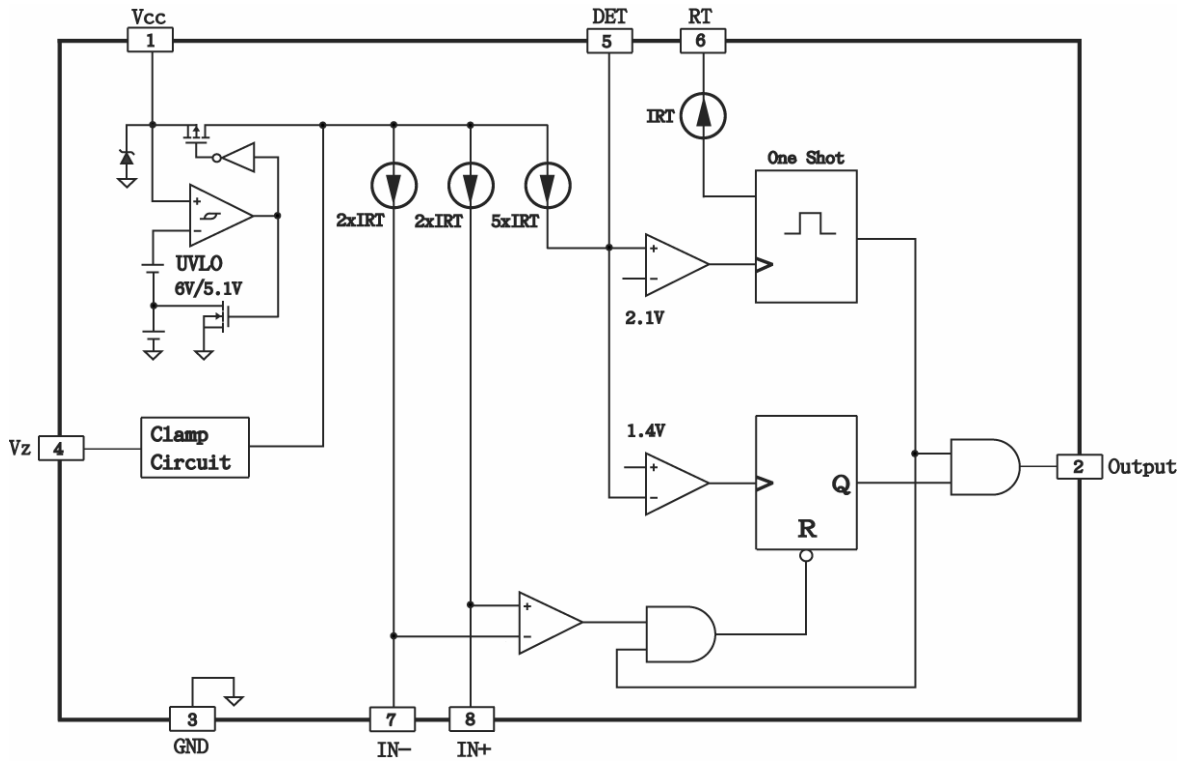 Vcc
1
DET
5
RT
6
IRT
One Shot
2xIRT
2xIRT
5xIRT
+
-
UVLO
6V/5.1V
+
-
2.1V
Vz
4
Clamp
Circuit
1.4V
+
-
Q
R
2
Output
+
-
3
GND
7
IN-
8
IN+